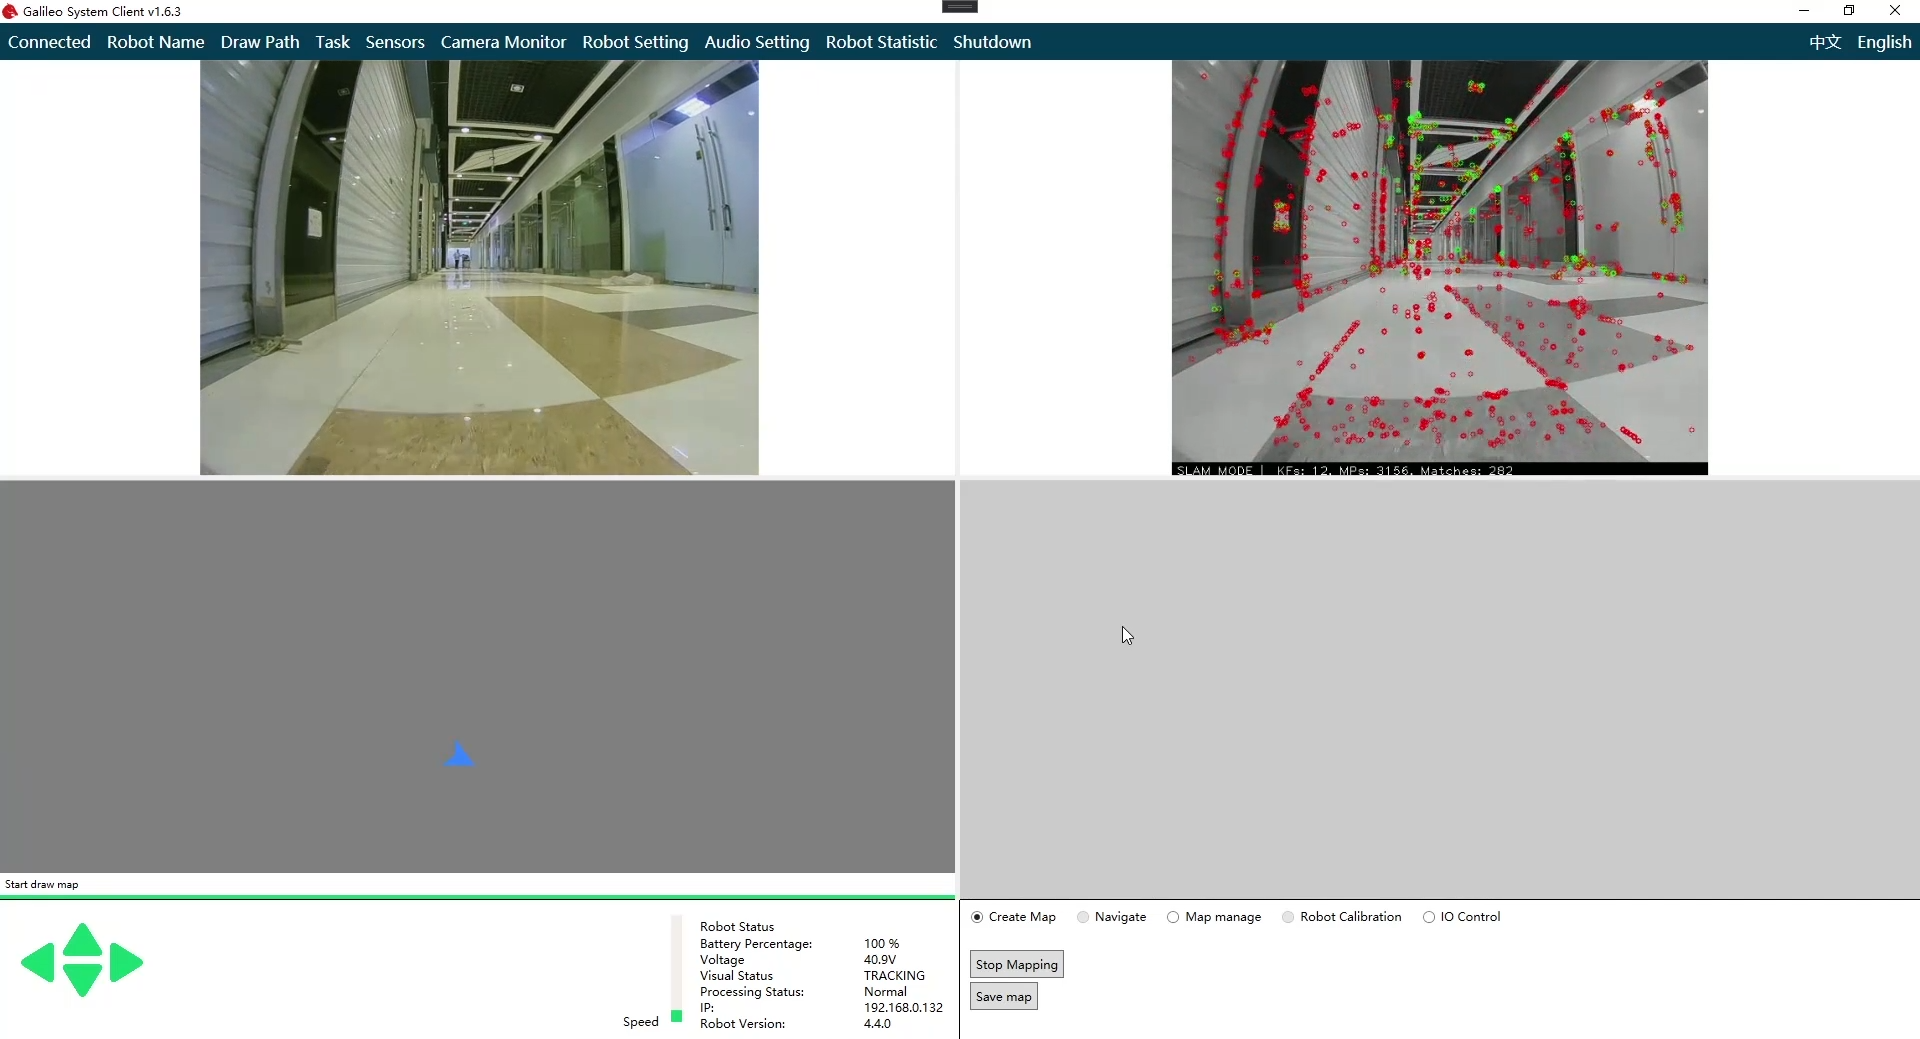 Galileo System Client v1.6.3
Connected Robot Name Draw Path Task Sensors Camera Monitor Robot Setting Audio Setting Robot Statistic Shutdown 中文 English
SLAM MODE | KFs: 12, MPs: 3156, Matches: 282
Start draw map
Robot Status
Battery Percentage: 100 %
Voltage 40.9V
Visual Status TRACKING
Processing Status: Normal
IP: 192.168.0.132
Speed
Robot Version: 4.4.0
Create Map Navigate Map manage Robot Calibration IO Control
Stop Mapping
Save map